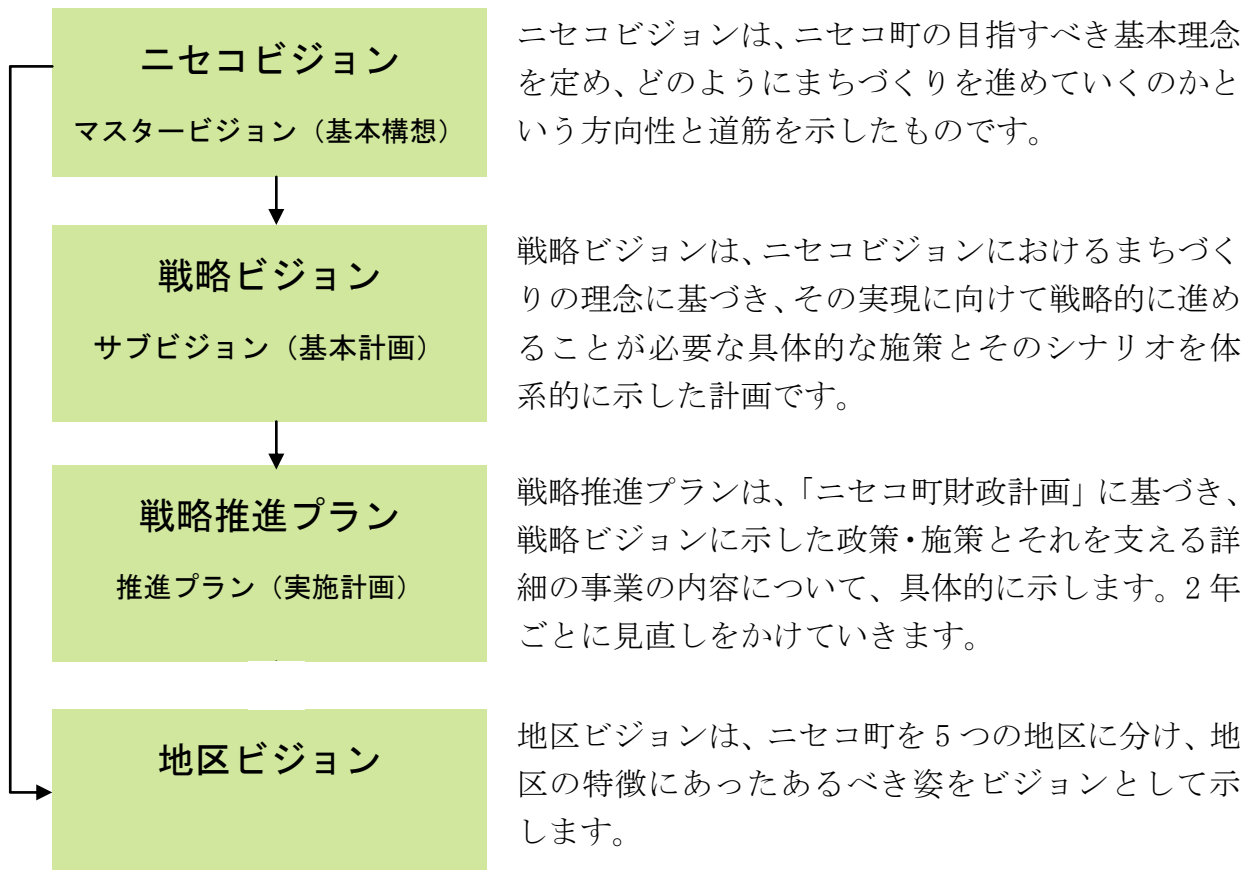 ニセコビジョン
マスタービジョン（基本構想）
ニセコビジョンは、ニセコ町の目指すべき基本理念
を定め、どのようにまちづくりを進めていくのかと
いう方向性と道筋を示したものです。
戦略ビジョン
サブビジョン（基本計画）
戦略ビジョンは、ニセコビジョンにおけるまちづく
りの理念に基づき、その実現に向けて戦略的に進め
ることが必要な具体的な施策とそのシナリオを体
系的に示した計画です。
戦略推進プラン
推進プラン（実施計画）
戦略推進プランは、「ニセコ町財政計画」に基づき、
戦略ビジョンに示した政策・施策とそれを支える詳
細の事業の内容について、具体的に示します。2 年
ごとに見直しをかけていきます。
地区ビジョン
地区ビジョンは、ニセコ町を 5 つの地区に分け、地
区の特徴にあったあるべき姿をビジョンとして示
します。